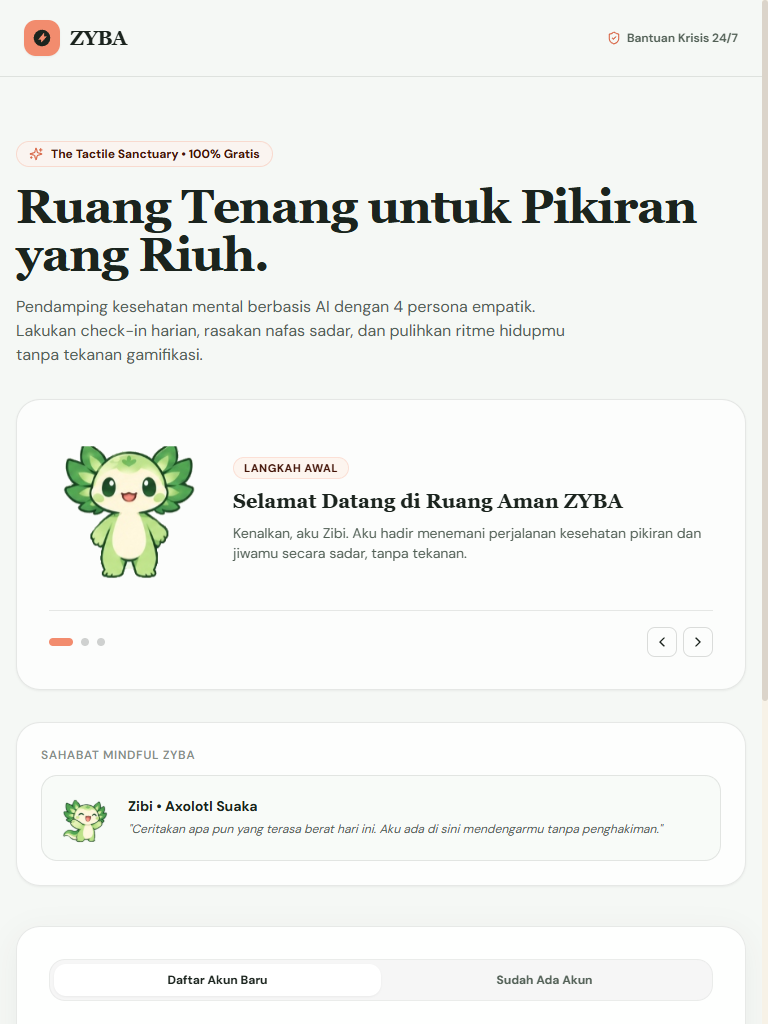 ZYBA
Bantuan Krisis 24/7
The Tactile Sanctuary • 100% Gratis
Ruang Tenang untuk Pikiran
yang Riuh.
Pendamping kesehatan mental berbasis AI dengan 4 persona empatik.
Lakukan check-in harian, rasakan nafas sadar, dan pulihkan ritme hidupmu
tanpa tekanan gamifikasi.
LANGKAH AWAL
Selamat Datang di Ruang Aman ZYBA
Kenalkan, aku Zibi. Aku hadir menemani perjalanan kesehatan pikiran dan
jiwamu secara sadar, tanpa tekanan.
SAHABAT MINDFUL ZYBA
Zibi • Axolotl Suaka
"Ceritakan apa pun yang terasa berat hari ini. Aku ada di sini mendengarmu tanpa penghakiman."
Daftar Akun Baru
Sudah Ada Akun